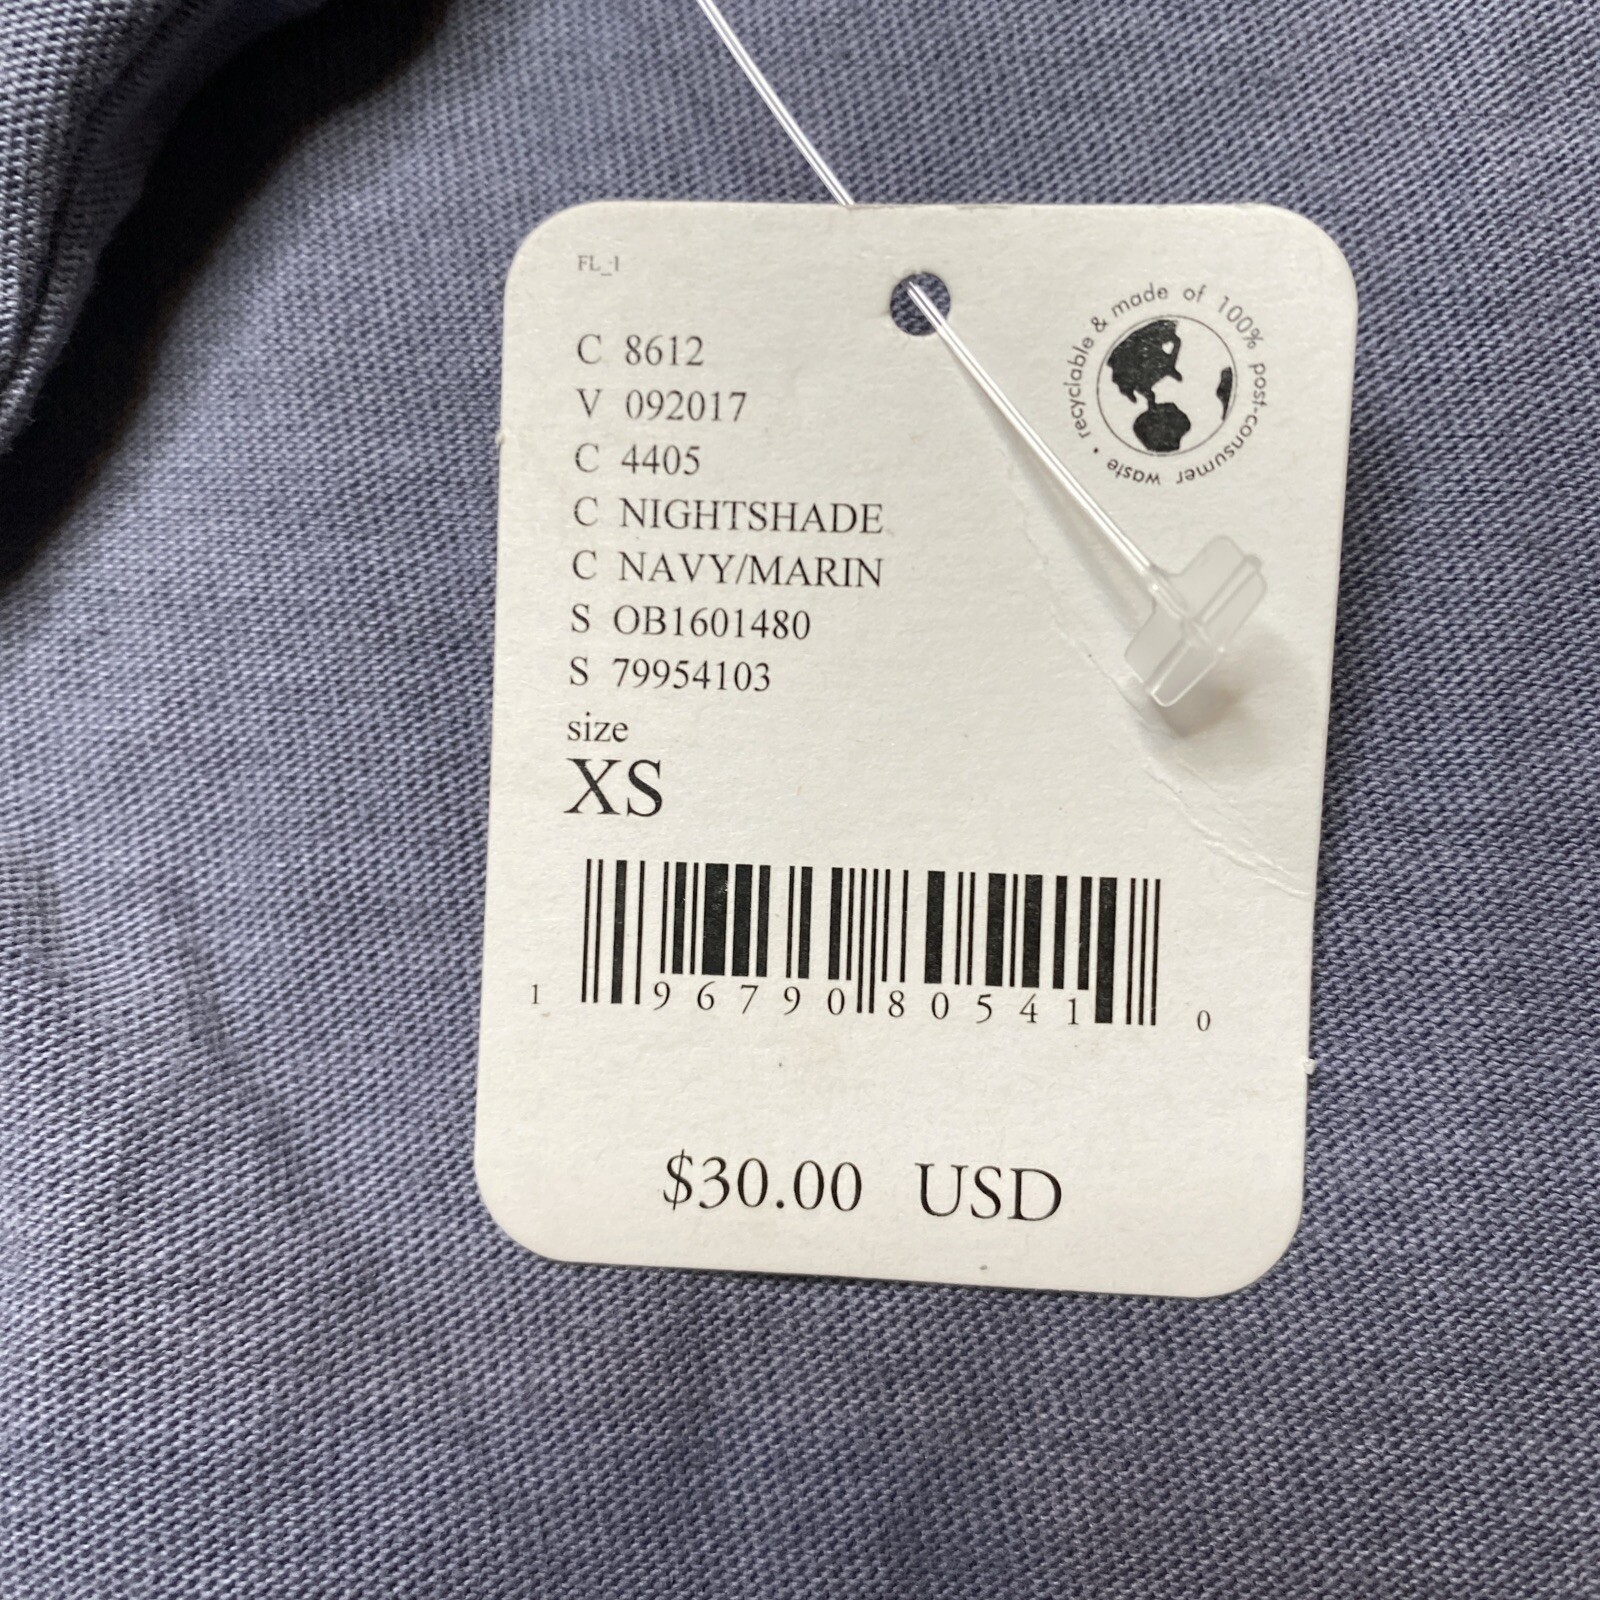 FL_1
recyclable & made of 100% post-consumer waste •
C 8612
V 092017
C 4405
C NIGHTSHADE
C NAVY/MARIN
S OB1601480
S 79954103
size
XS
1 96790 80541 0
$30.00 USD